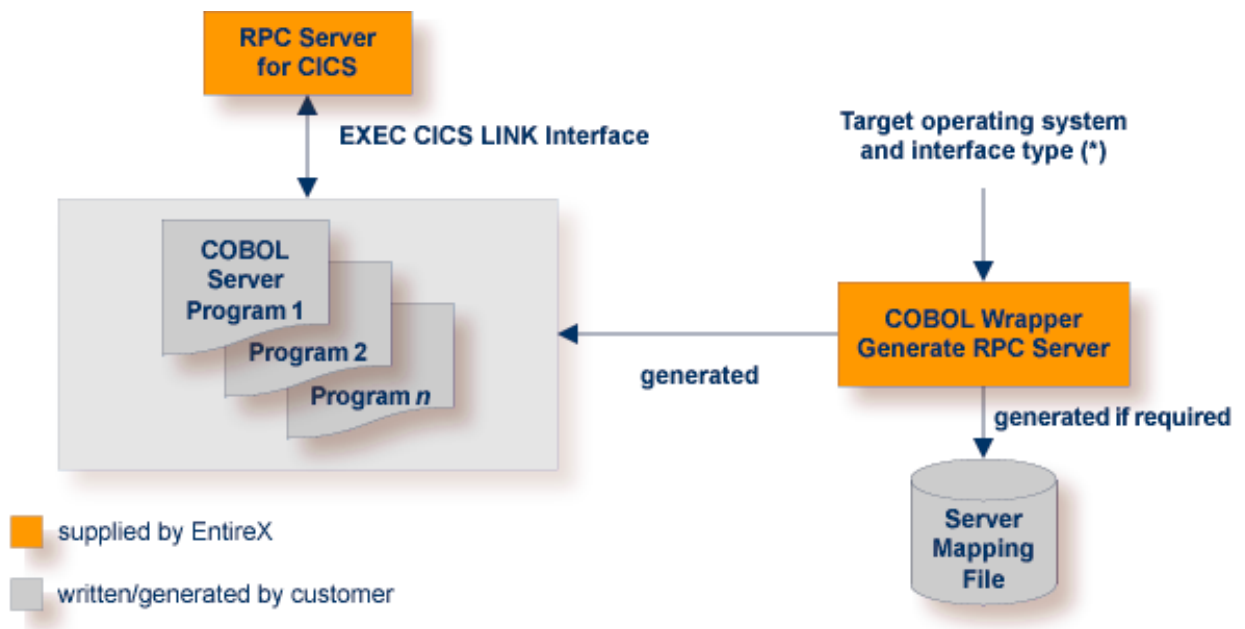 RPC Server
for CICS
EXEC CICS LINK Interface
Target operating system
and interface type (*)
COBOL
Server
Program 1
Program 2
Program n
generated
COBOL Wrapper
Generate RPC Server
generated if required
Server
Mapping
File
supplied by EntireX
written/generated by customer